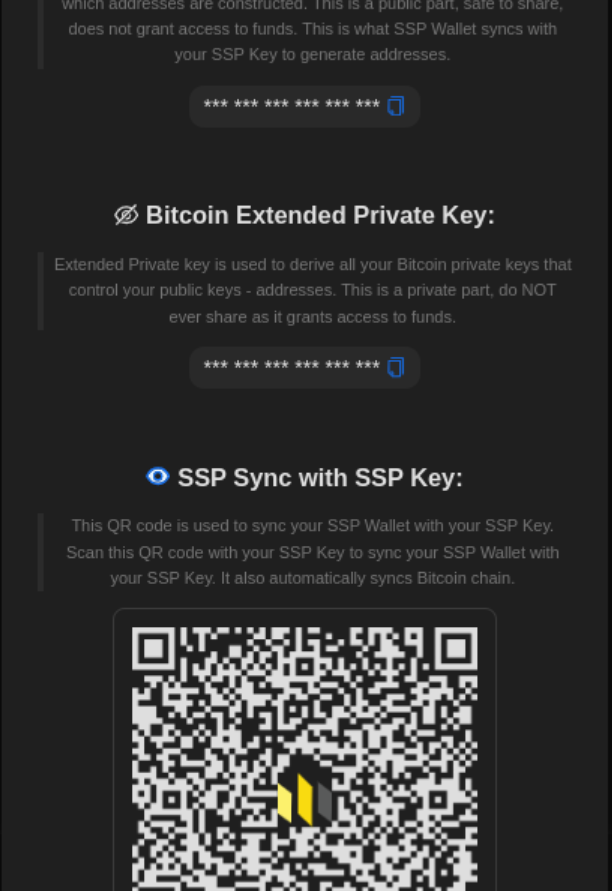 which addresses are constructed. This is a public part, safe to share,
does not grant access to funds. This is what SSP Wallet syncs with
your SSP Key to generate addresses.
*** *** *** *** *** ***
Bitcoin Extended Private Key:
Extended Private key is used to derive all your Bitcoin private keys that
control your public keys - addresses. This is a private part, do NOT
ever share as it grants access to funds.
*** *** *** *** *** ***
SSP Sync with SSP Key:
This QR code is used to sync your SSP Wallet with your SSP Key.
Scan this QR code with your SSP Key to sync your SSP Wallet with
your SSP Key. It also automatically syncs Bitcoin chain.